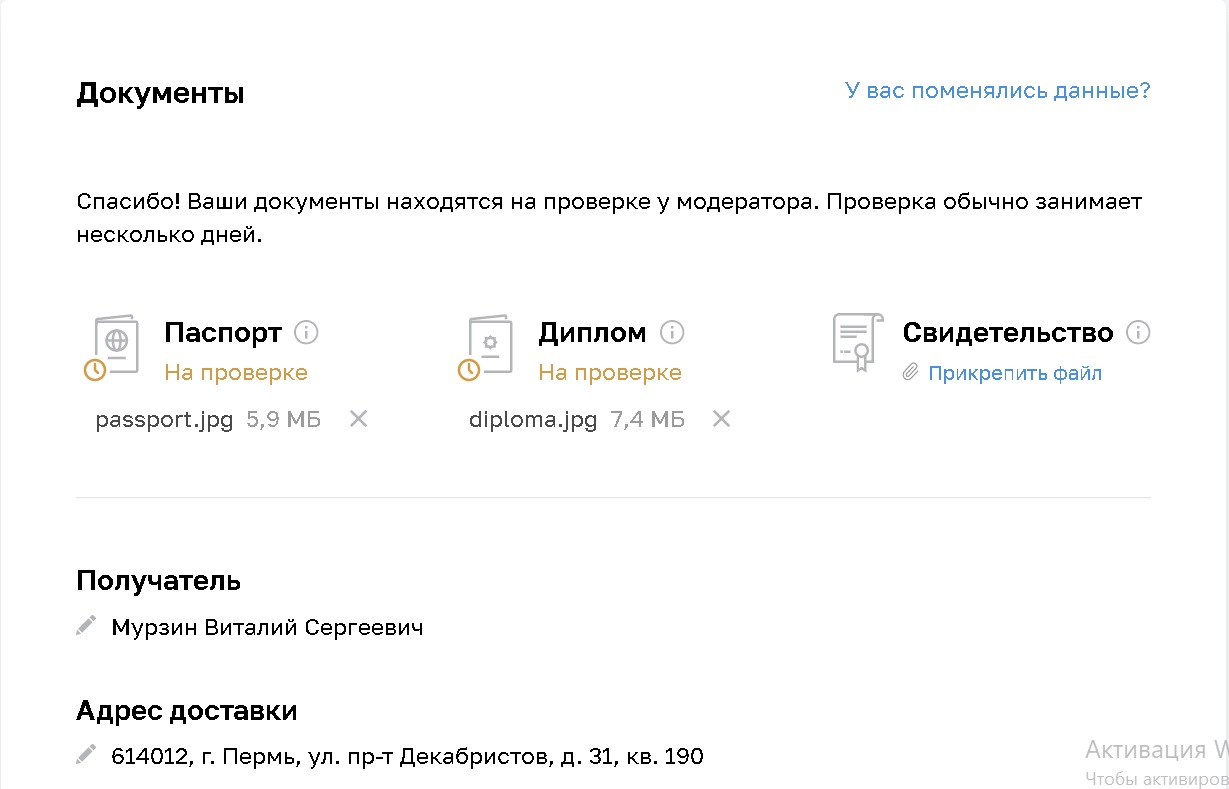 Документы
У вас поменялись данные?
Спасибо! Ваши документы находятся на проверке у модератора. Проверка обычно занимает
несколько дней.
Паспорт
На проверке
passport.jpg 5,9 МБ
Диплом
На проверке
diploma.jpg 7,4 МБ
Свидетельство
Прикрепить файл
Получатель
Мурзин Виталий Сергеевич
Адрес доставки
614012, г. Пермь, ул. пр-т Декабристов, д. 31, кв. 190
Активация W
Чтобы активиров